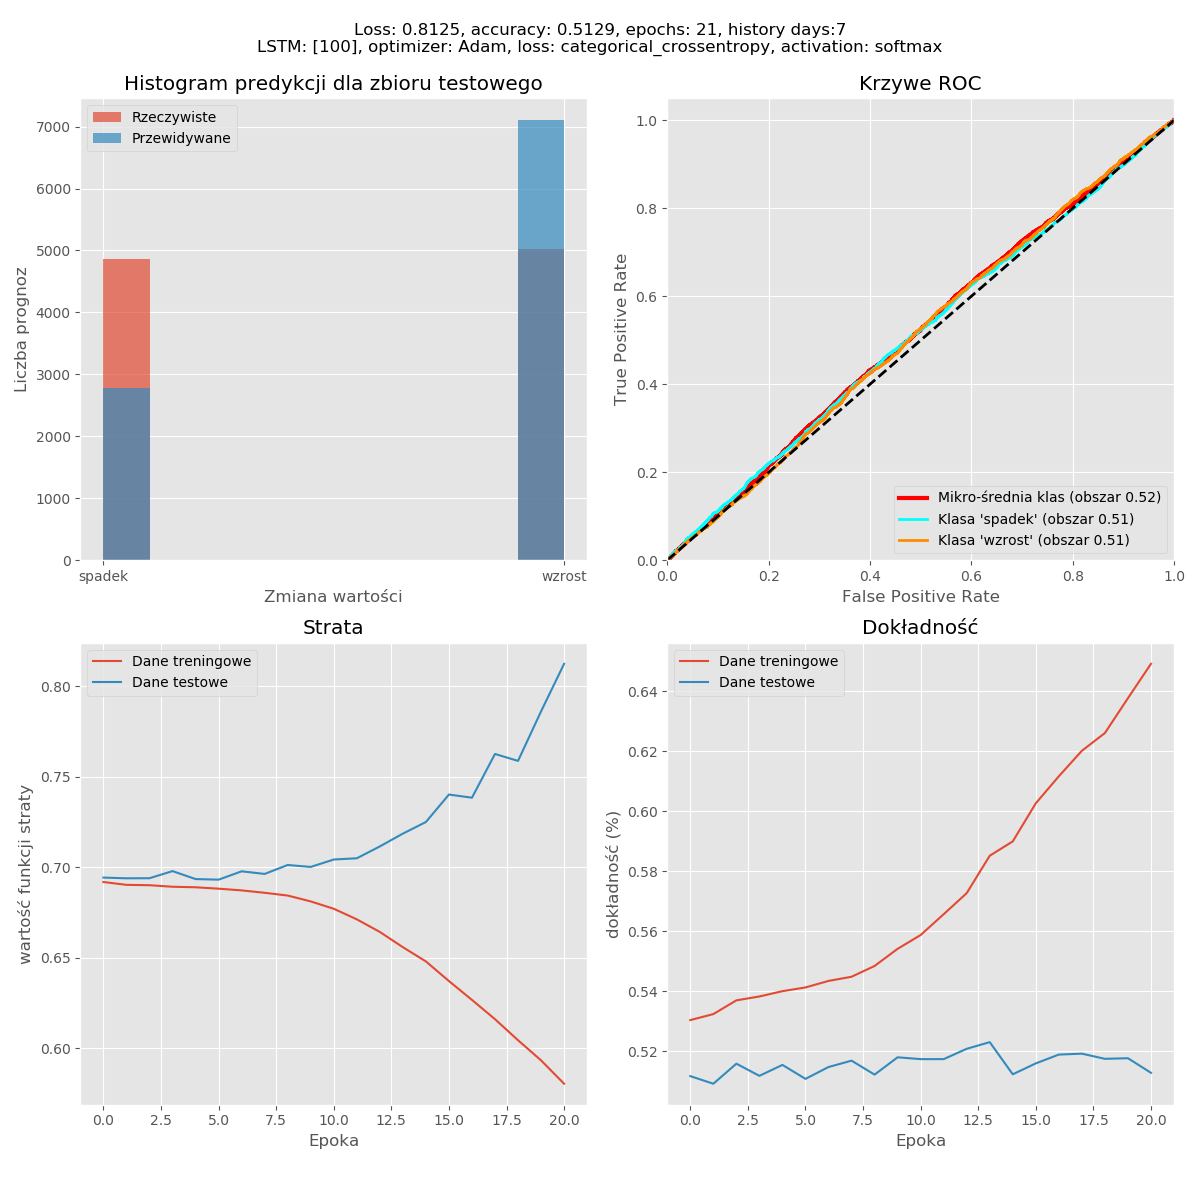 Loss: 0.8125, accuracy: 0.5129, epochs: 21, history days:7
LSTM: [100], optimizer: Adam, loss: categorical_crossentropy, activation: softmax
Histogram predykcji dla zbioru testowego
Rzeczywiste
Przewidywane
7000
6000
5000
4000
3000
2000
1000
0
Liczba prognoz
spadek
wzrost
Zmiana wartości
Krzywe ROC
1.0
0.8
0.6
0.4
0.2
0.0
True Positive Rate
Mikro-średnia klas (obszar 0.52)
Klasa 'spadek' (obszar 0.51)
Klasa 'wzrost' (obszar 0.51)
0.0
0.2
0.4
0.6
0.8
1.0
False Positive Rate
Strata
Dane treningowe
Dane testowe
0.80
0.75
0.70
0.65
0.60
wartość funkcji straty
0.0
2.5
5.0
7.5
10.0
12.5
15.0
17.5
20.0
Epoka
Dokładność
Dane treningowe
Dane testowe
0.64
0.62
0.60
0.58
0.56
0.54
0.52
dokładność (%)
0.0
2.5
5.0
7.5
10.0
12.5
15.0
17.5
20.0
Epoka